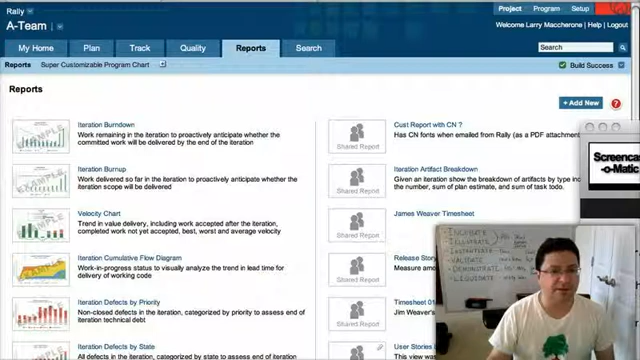 Rally
A-Team
Project Program Setup
Welcome Larry Maccherone | Help | Logout
My Home Plan Track Quality Reports Search
Search
Reports Super Customizable Program Chart
Build Success
Reports
+ Add New
?
Iteration Burndown
Work remaining in the iteration to proactively anticipate whether the
committed work will be delivered by the end of the iteration
Iteration Burnup
Work delivered so far in the iteration to proactively anticipate whether the
iteration scope will be delivered
Velocity Chart
Trend in value delivery, including work accepted after the iteration,
completed work not yet accepted, best, worst and average velocity
Iteration Cumulative Flow Diagram
Work-in-progress status to visually analyze the trend in lead time for
delivery of working code
Iteration Defects by Priority
Non-closed defects in the iteration, categorized by priority to assess end of
iteration technical debt
Iteration Defects by State
All defects in the iteration, categorized by state to assess end of iteration
Shared Report
Cust Report with CN ?
Has CN fonts when emailed from Rally (as a PDF attachment
Shared Report
Iteration Artifact Breakdown
Given an iteration show the breakdown of artifacts by type inc
the number, sum of plan estimate, and sum of task todo.
Shared Report
James Weaver Timesheet
Shared Report
Release Story
Measure amo
Shared Report
Timesheet 01
Jim Weaver's
User Stories
This view wa
Screencas
-o-Matic
INCUBATE
VALIDATE
DEMONSTRATE